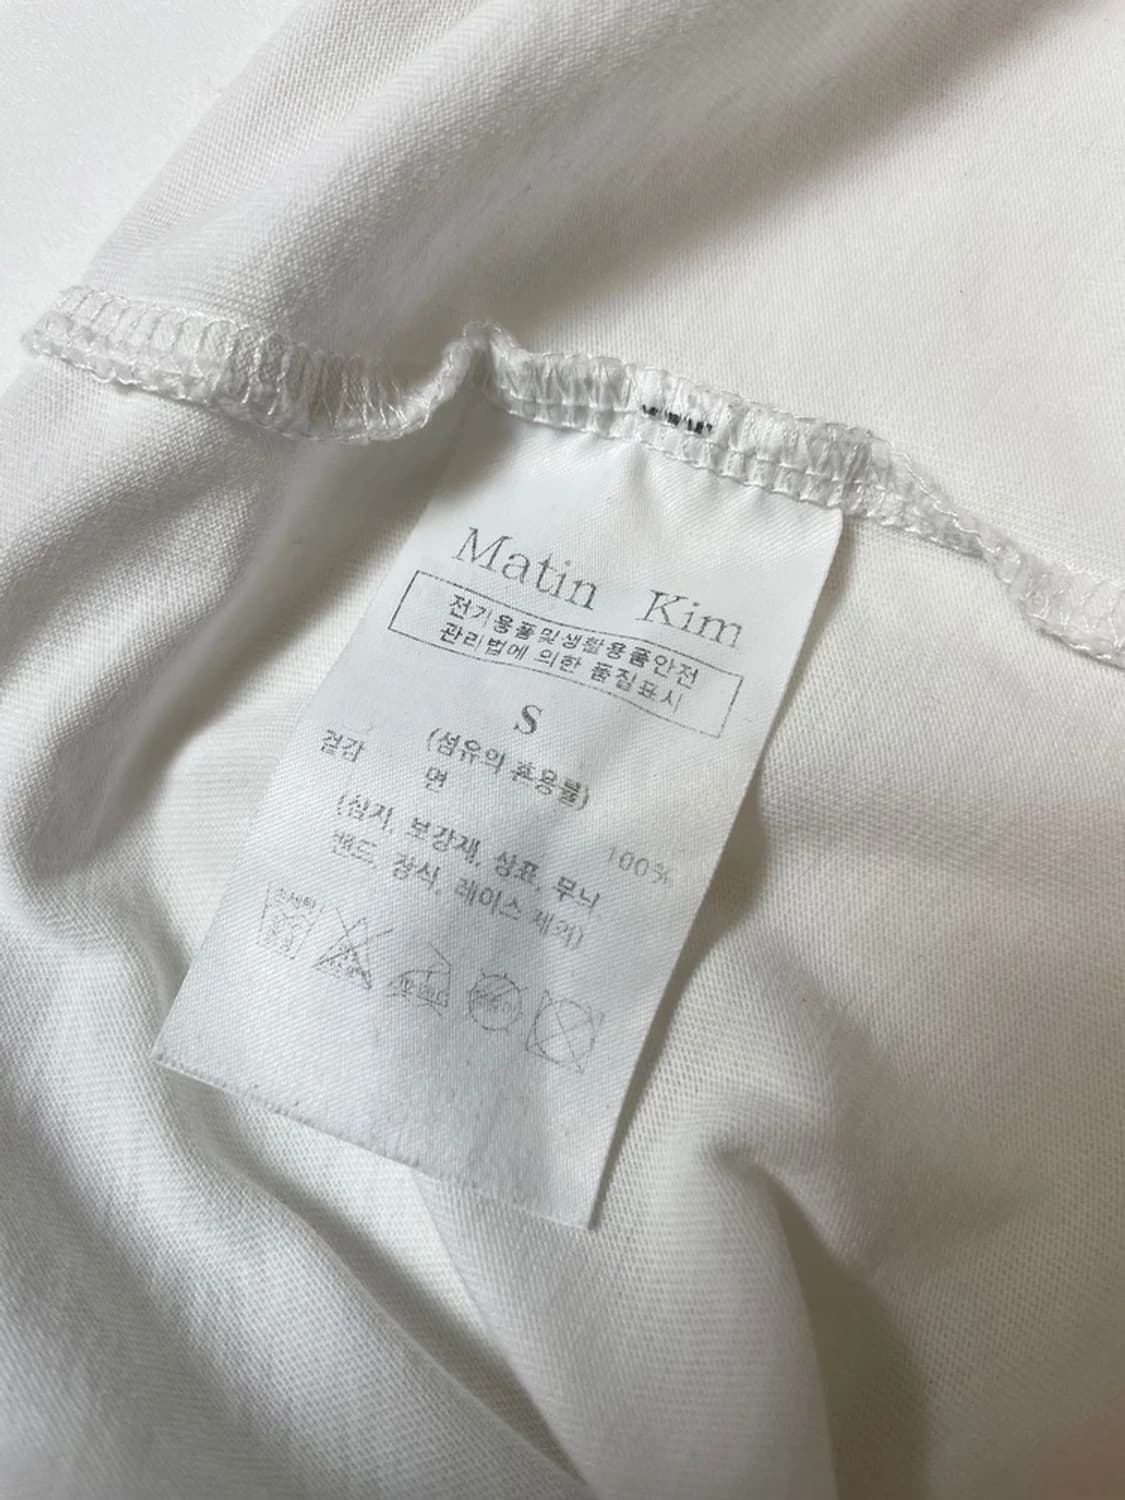 Matin Kim
전기용품및생활용품안전
관리법에 의한 품질표시
S
(섬유의 혼용률)
겉감 면 100%
(심지, 보강재, 상표, 무늬
밴드, 장식, 레이스 제외)